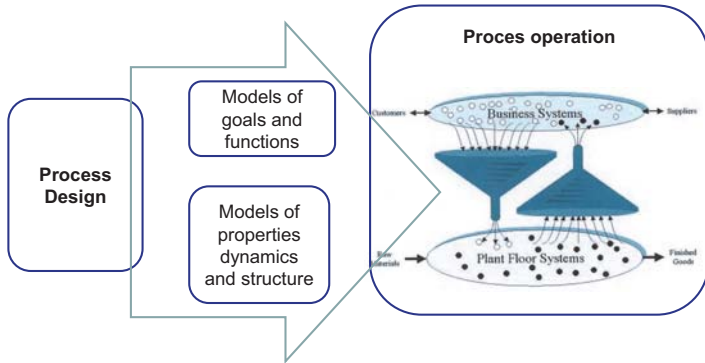 Proces operation
Models of
goals and
functions
Process
Design
Models of
properties
dynamics
and structure
Customers
Business Systems
Suppliers
Materials
Plant Floor Systems
Finished
Goods